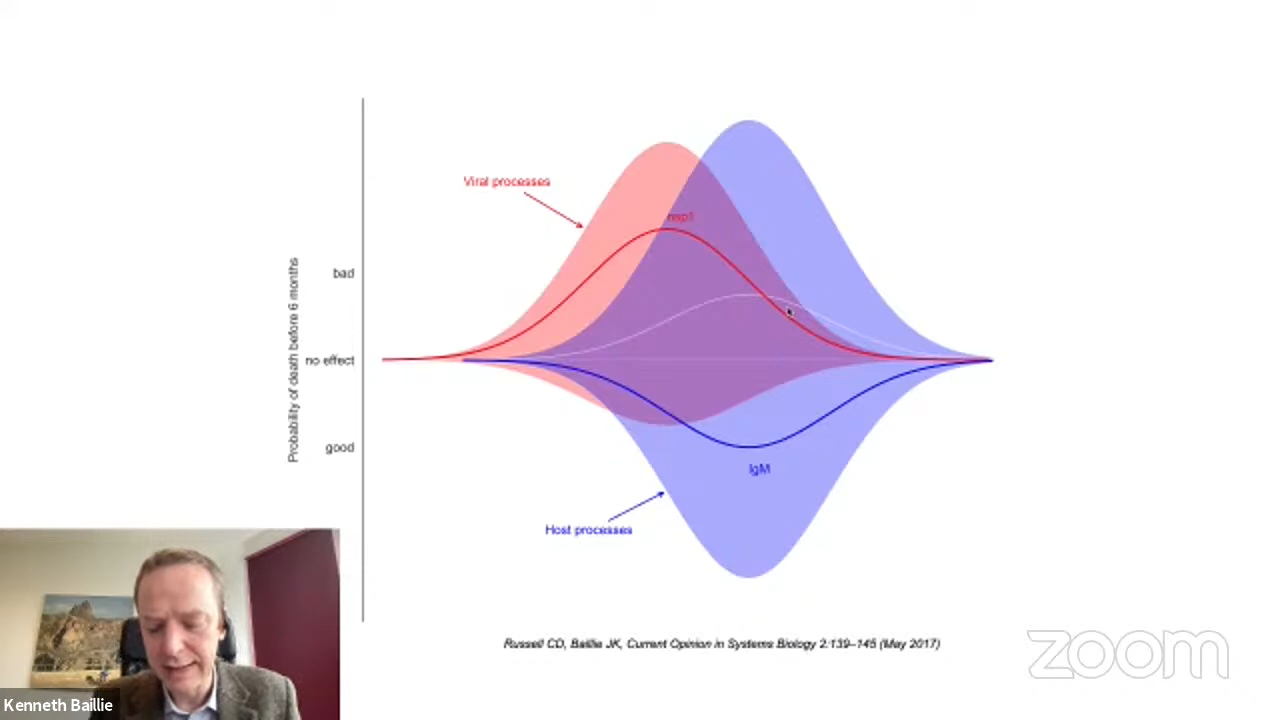 Viral processes
nsp1
bad
Probability of death before 6 months
no effect
good
IgM
Host processes
Russell CD, Baillie JK, Current Opinion in Systems Biology 2:139–145 (May 2017)
zoom
Kenneth Baillie